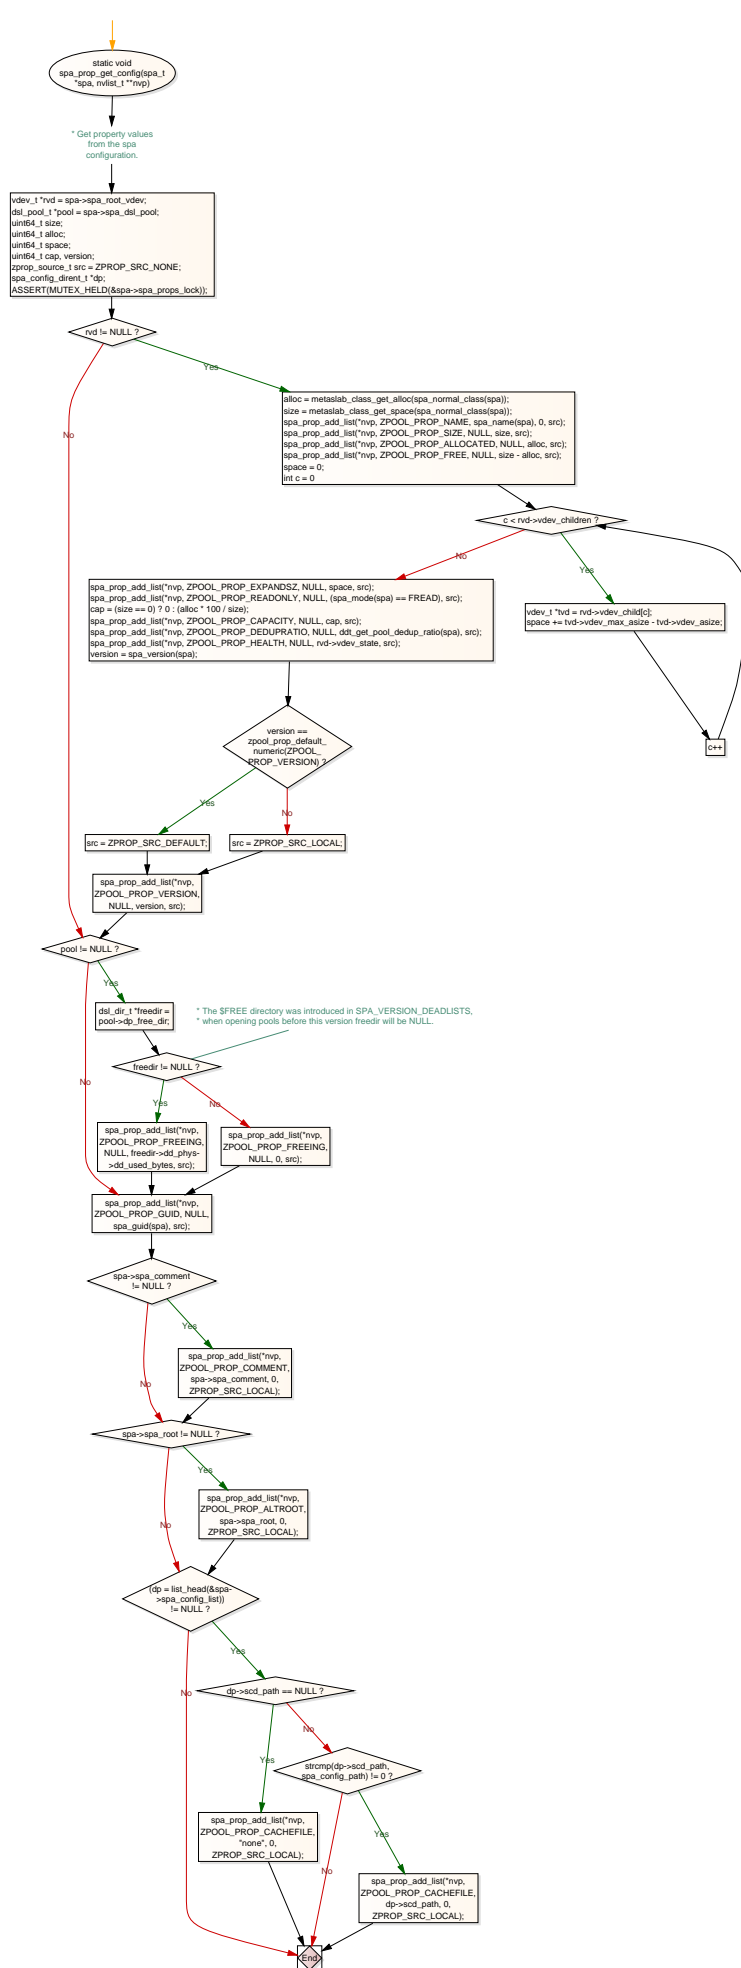 static void
spa_prop_get_config(spa_t
*spa, nvlist_t **nvp)
* Get property values
from the spa
configuration.
vdev_t *rvd = spa->spa_root_vdev;
dsl_pool_t *pool = spa->spa_dsl_pool;
uint64_t size;
uint64_t alloc;
uint64_t space;
uint64_t cap, version;
zprop_source_t src = ZPROP_SRC_NONE;
spa_config_dirent_t *dp;
ASSERT(MUTEX_HELD(&spa->spa_props_lock));
rvd != NULL ?
Yes
No
alloc = metaslab_class_get_alloc(spa_normal_class(spa));
size = metaslab_class_get_space(spa_normal_class(spa));
spa_prop_add_list(*nvp, ZPOOL_PROP_NAME, spa_name(spa), 0, src);
spa_prop_add_list(*nvp, ZPOOL_PROP_SIZE, NULL, size, src);
spa_prop_add_list(*nvp, ZPOOL_PROP_ALLOCATED, NULL, alloc, src);
spa_prop_add_list(*nvp, ZPOOL_PROP_FREE, NULL, size - alloc, src);
space = 0;
int c = 0
c < rvd->vdev_children ?
No
Yes
spa_prop_add_list(*nvp, ZPOOL_PROP_EXPANDSZ, NULL, space, src);
spa_prop_add_list(*nvp, ZPOOL_PROP_READONLY, NULL, (spa_mode(spa) == FREAD), src);
cap = (size == 0) ? 0 : (alloc * 100 / size);
spa_prop_add_list(*nvp, ZPOOL_PROP_CAPACITY, NULL, cap, src);
spa_prop_add_list(*nvp, ZPOOL_PROP_DEDUPRATIO, NULL, ddt_get_pool_dedup_ratio(spa), src);
spa_prop_add_list(*nvp, ZPOOL_PROP_HEALTH, NULL, rvd->vdev_state, src);
version = spa_version(spa);
vdev_t *tvd = rvd->vdev_child[c];
space += tvd->vdev_max_asize - tvd->vdev_asize;
c++
version ==
zpool_prop_default_
numeric(ZPOOL_
PROP_VERSION) ?
Yes
No
src = ZPROP_SRC_DEFAULT;
src = ZPROP_SRC_LOCAL;
spa_prop_add_list(*nvp,
ZPOOL_PROP_VERSION,
NULL, version, src);
pool != NULL ?
Yes
No
dsl_dir_t *freedir =
pool->dp_free_dir;
* The $FREE directory was introduced in SPA_VERSION_DEADLISTS,
* when opening pools before this version freedir will be NULL.
freedir != NULL ?
Yes
No
spa_prop_add_list(*nvp,
ZPOOL_PROP_FREEING,
NULL, freedir->dd_phys-
>dd_used_bytes, src);
spa_prop_add_list(*nvp,
ZPOOL_PROP_FREEING,
NULL, 0, src);
spa_prop_add_list(*nvp,
ZPOOL_PROP_GUID, NULL,
spa_guid(spa), src);
spa->spa_comment
!= NULL ?
Yes
No
spa_prop_add_list(*nvp,
ZPOOL_PROP_COMMENT,
spa->spa_comment, 0,
ZPROP_SRC_LOCAL);
spa->spa_root != NULL ?
Yes
No
spa_prop_add_list(*nvp,
ZPOOL_PROP_ALTROOT,
spa->spa_root, 0,
ZPROP_SRC_LOCAL);
(dp = list_head(&spa-
>spa_config_list))
!= NULL ?
Yes
No
dp->scd_path == NULL ?
No
Yes
strcmp(dp->scd_path,
spa_config_path) != 0 ?
spa_prop_add_list(*nvp,
ZPOOL_PROP_CACHEFILE,
"none", 0,
ZPROP_SRC_LOCAL);
Yes
No
spa_prop_add_list(*nvp,
ZPOOL_PROP_CACHEFILE,
dp->scd_path, 0,
ZPROP_SRC_LOCAL);
End